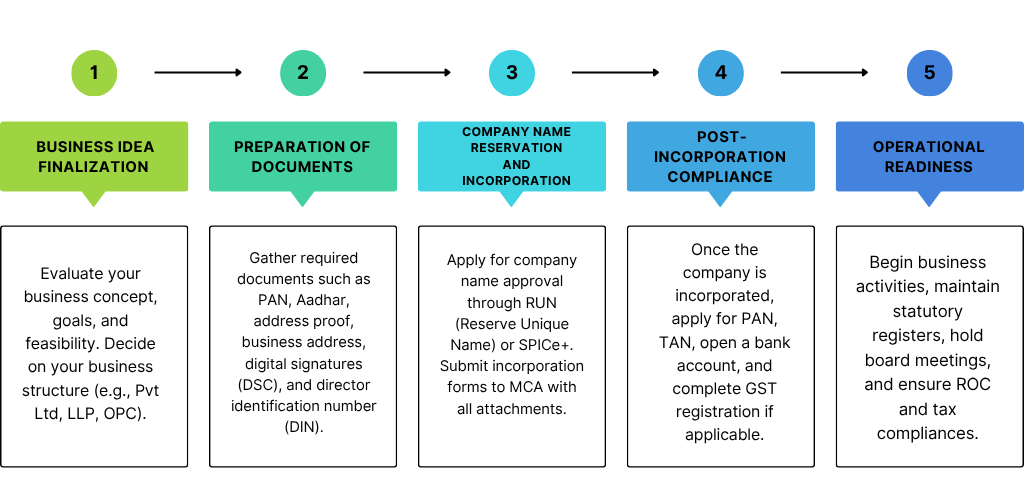 1
2
3
4
5
BUSINESS IDEA
FINALIZATION
PREPARATION OF
DOCUMENTS
COMPANY NAME
RESERVATION
AND
INCORPORATION
POST-
INCORPORATION
COMPLIANCE
OPERATIONAL
READINESS
Evaluate your
business concept,
goals, and
feasibility. Decide
on your business
structure (e.g., Pvt
Ltd, LLP, OPC).
Gather required
documents such as
PAN, Aadhar,
address proof,
business address,
digital signatures
(DSC), and director
identification number
(DIN).
Apply for company
name approval
through RUN
(Reserve Unique
Name) or SPICe+.
Submit incorporation
forms to MCA with
all attachments.
Once the
company is
incorporated,
apply for PAN,
TAN, open a bank
account, and
complete GST
registration if
applicable.
Begin business
activities, maintain
statutory
registers, hold
board meetings,
and ensure ROC
and tax
compliances.